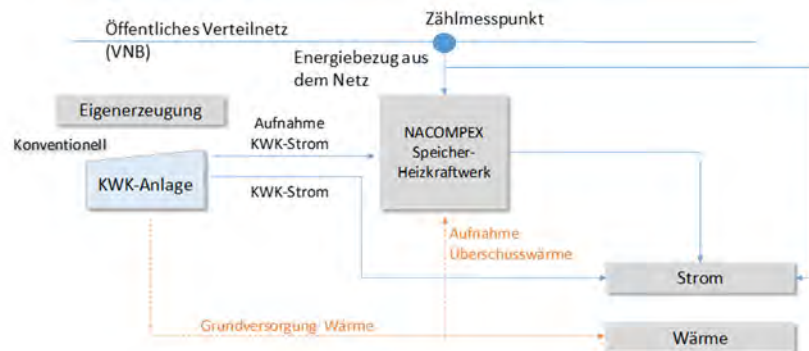 Zählmesspunkt
Öffentliches Verteilnetz
(VNB)
Energiebezug aus
dem Netz
Eigenerzeugung
Konventionell
KWK-Anlage
Aufnahme
KWK-Strom
KWK-Strom
NACOMPEX
Speicher-
Heizkraftwerk
Aufnahme
Überschusswärme
Strom
Grundversorgung Wärme
Wärme